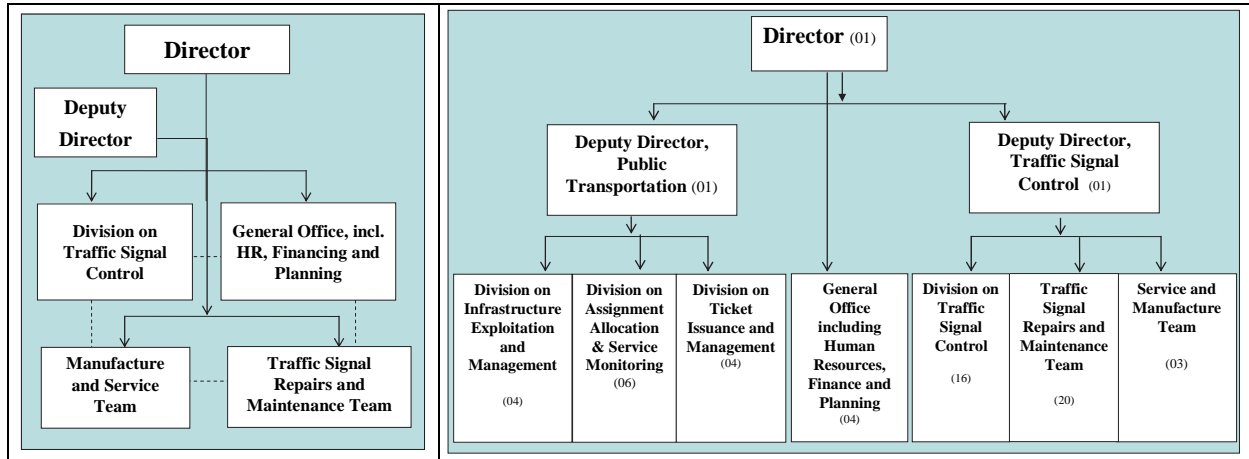 Director
Deputy
Director
Division on
Traffic Signal
Control
General Office, incl.
HR, Financing and
Planning
Manufacture
and Service
Team
Traffic Signal
Repairs and
Maintenance Team
Director (01)
Deputy Director,
Public
Transportation (01)
Deputy Director,
Traffic Signal
Control (01)
Division on
Infrastructure
Exploitation
and
Management
(04)
Division on
Assignment
Allocation
& Service
Monitoring
(06)
Division on
Ticket
Issuance and
Management
(04)
General
Office
including
Human
Resources,
Finance and
Planning
(04)
Division on
Traffic
Signal
Control
(16)
Traffic
Signal
Repairs and
Maintenance
Team
(20)
Service and
Manufacture
Team
(03)